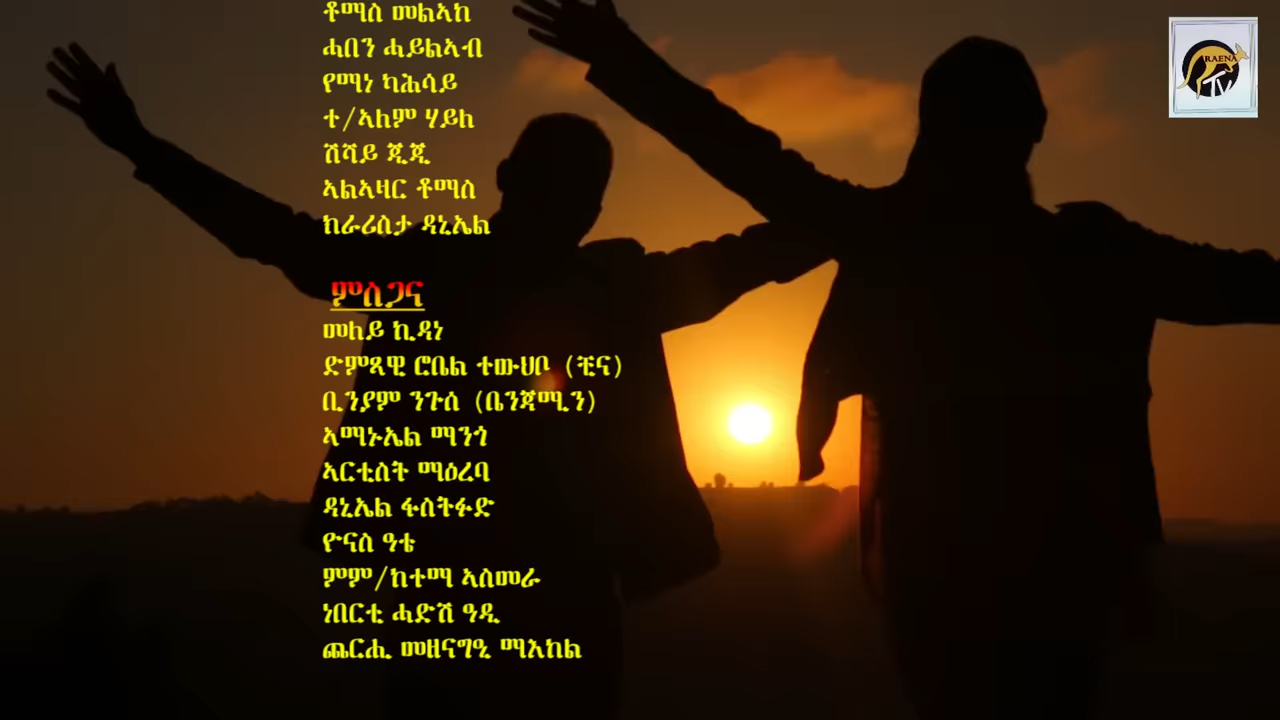 ቶማስ መልኣከ
ሓበን ሓይልኣብ
የማነ ካሕሳይ
ተ/ኣለም ሃይለ
ሽሻይ ጂጂ
ኣልኣዛር ቶማስ
ክራሪስታ ዳኒኤል
ምስጋና
መለይ ኪዳነ
ድምጻዊ ሮቤል ተውህቦ (ቺና)
ቢንያም ንጉሰ (ቤንጃሚን)
ኣማኑኤል ማንጎ
ኣርቲስት ማዕረባ
ዳኒኤል ፋስትፉድ
ዮናስ ዓቴ
ምም/ከተማ ኣስመራ
ነበርቲ ሓድሽ ዓዲ
ጨርሒ መዘናግዒ ማእከል
RAENA
TV